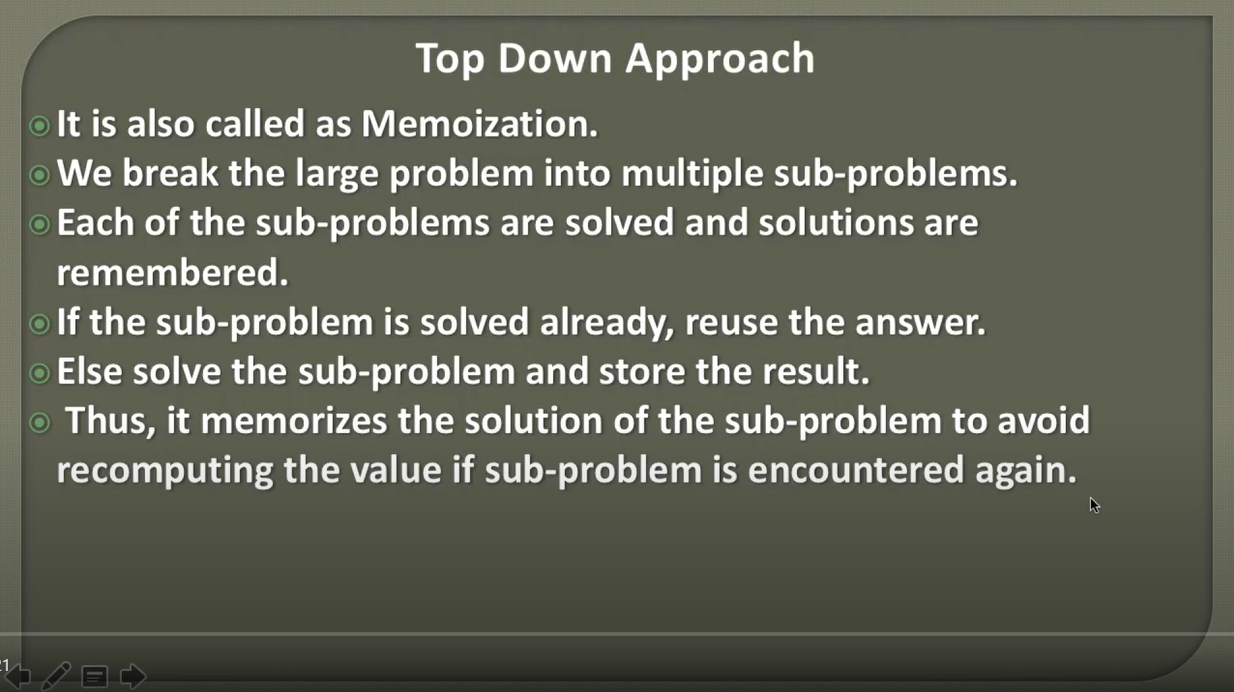 Top Down Approach
It is also called as Memoization.
We break the large problem into multiple sub-problems.
Each of the sub-problems are solved and solutions are
remembered.
If the sub-problem is solved already, reuse the answer.
Else solve the sub-problem and store the result.
Thus, it memorizes the solution of the sub-problem to avoid
recomputing the value if sub-problem is encountered again.